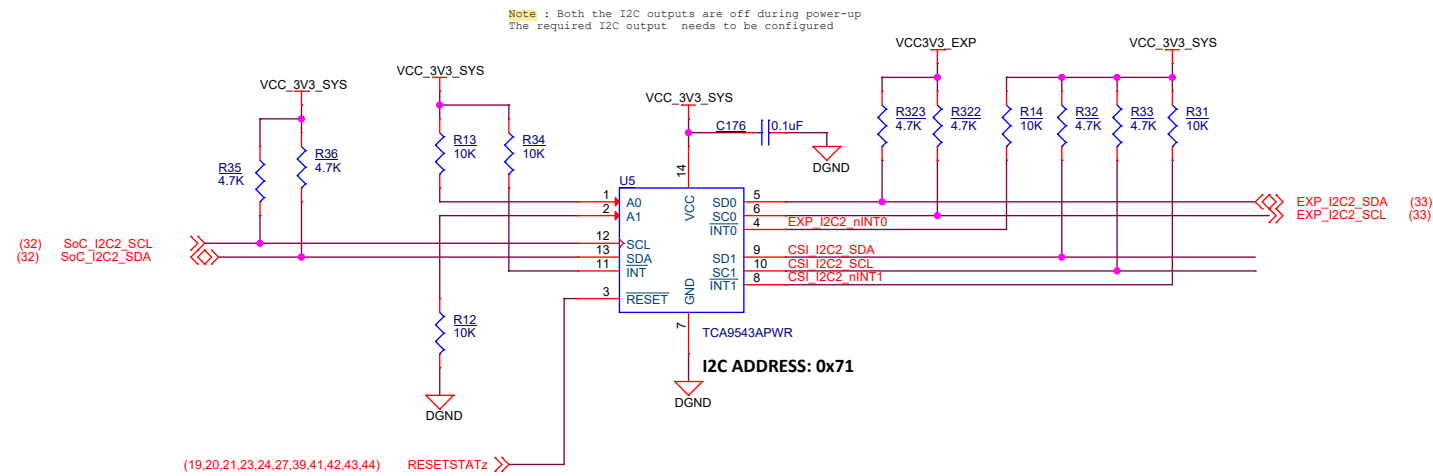 Note : Both the I2C outputs are off during power-up
The required I2C output needs to be configured
VCC_3V3_SYS
VCC_3V3_SYS
VCC_3V3_SYS
VCC3V3_EXP
VCC_3V3_SYS
R35
4.7K
R36
4.7K
R13
10K
R34
10K
C176
0.1uF
DGND
R323
4.7K
R322
4.7K
R14
10K
R32
4.7K
R33
4.7K
R31
10K
U5
14
VCC
1
A0
2
A1
12
SCL
13
SDA
11
INT
3
RESET
GND
7
SD0
5
SC0
6
INT0
4
SD1
9
SC1
10
INT1
8
EXP_I2C2_nINT0
CSI_I2C2_SDA
CSI_I2C2_SCL
CSI_I2C2_nINT1
EXP_I2C2_SDA (33)
EXP_I2C2_SCL (33)
(32) SoC_I2C2_SCL
(32) SoC_I2C2_SDA
R12
10K
DGND
TCA9543APWR
I2C ADDRESS: 0x71
DGND
(19,20,21,23,24,27,39,41,42,43,44) RESETSTATz